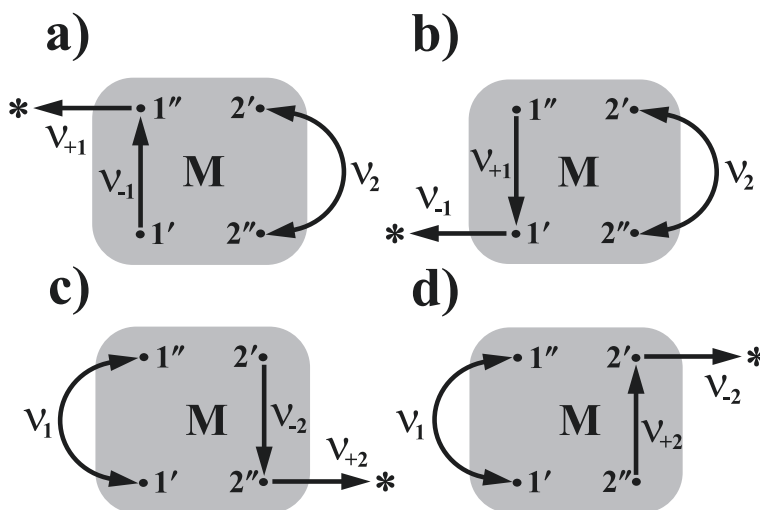 a)
b)
* 1″ 2′
ν+1
ν-1 M ν2
1′ 2″
1″ 2′
ν+1 M ν2
ν-1
* 1′ 2″
c)
d)
1″ 2′
ν1 M ν-2
ν+2
1′ 2″ *
1″ 2′ *
ν-2
ν1 M ν+2
1′ 2″